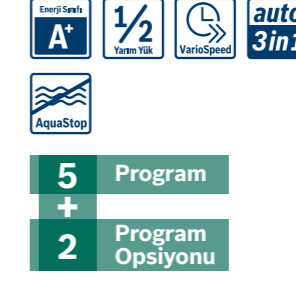 Enerji Sınıfı
A+
1/2
Yarım Yük
VarioSpeed
auto
3in1
AquaStop
5 Program
+
2 Program
Opsiyonu